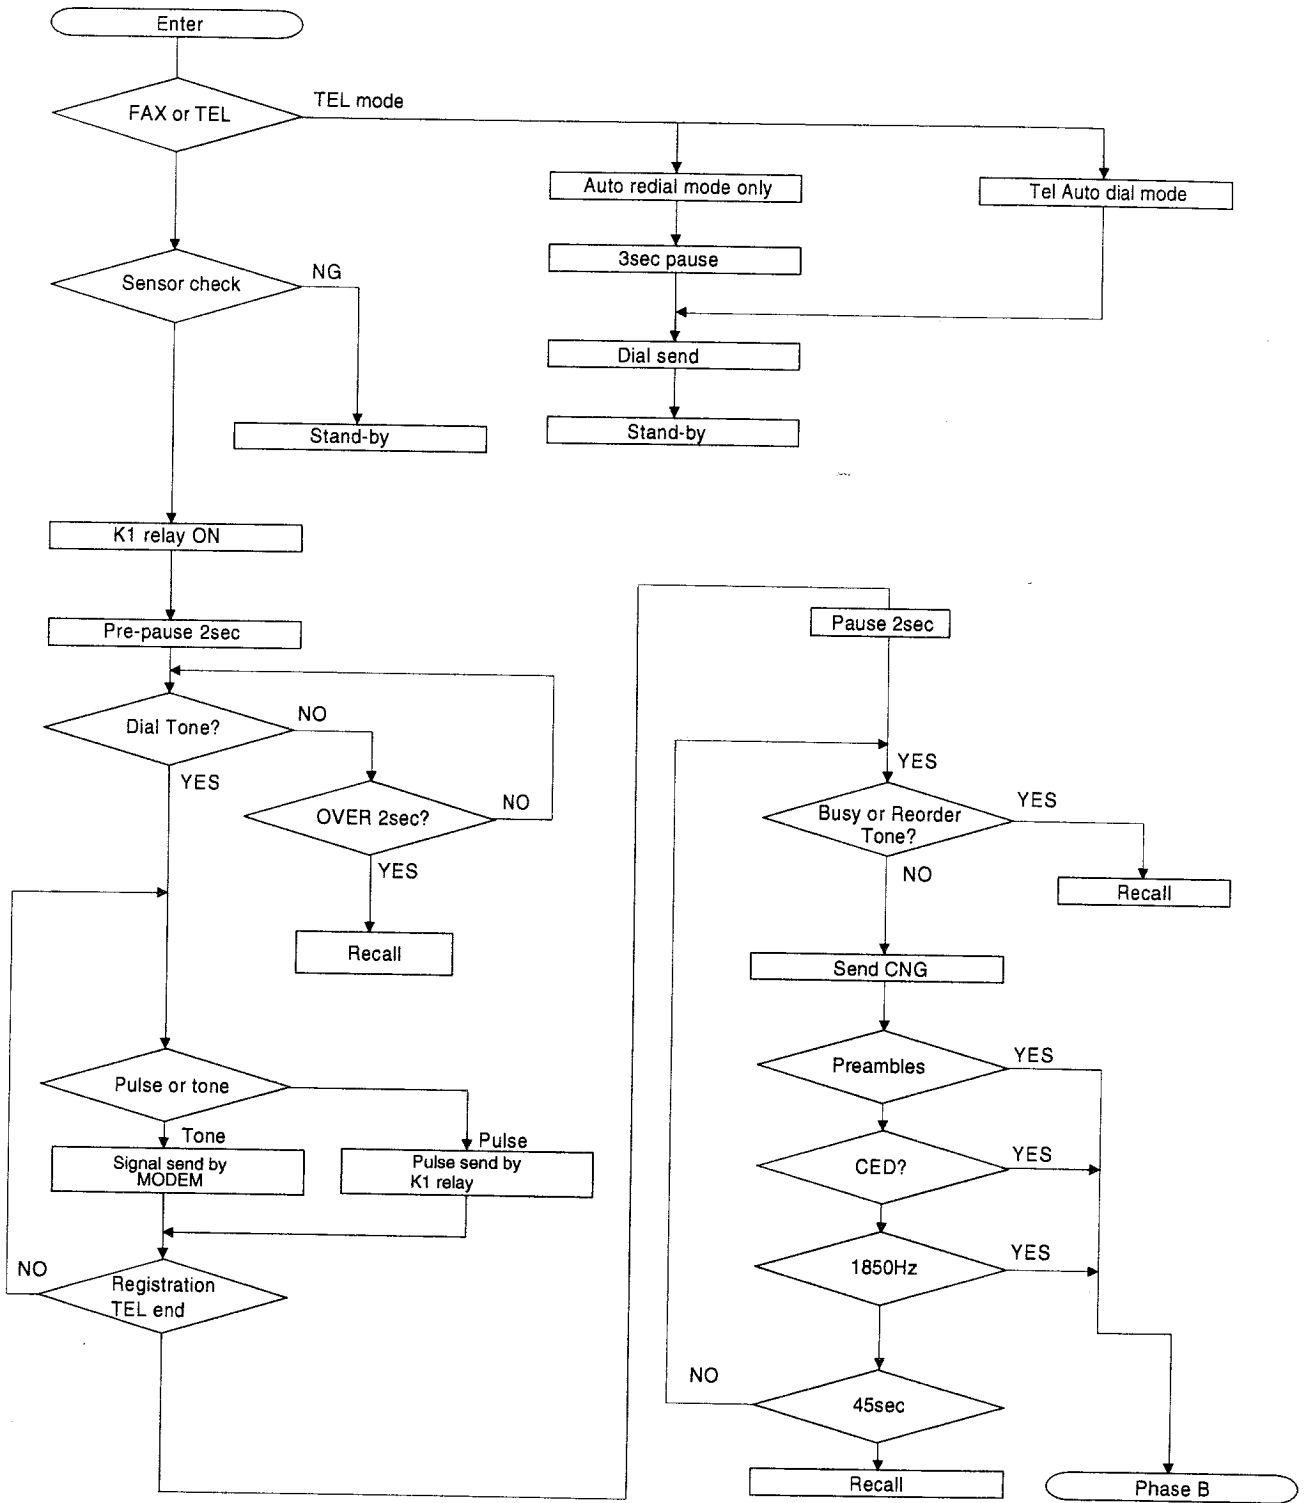 Enter
FAX or TEL
TEL mode
Auto redial mode only
Tel Auto dial mode
3sec pause
Dial send
Stand-by
Sensor check
NG
Stand-by
K1 relay ON
Pre-pause 2sec
Dial Tone?
NO
YES
OVER 2sec?
NO
YES
Recall
Pulse or tone
Tone
Pulse
Signal send by
MODEM
Pulse send by
K1 relay
NO
Registration
TEL end
Pause 2sec
YES
Busy or Reorder
Tone?
YES
NO
Recall
Send CNG
Preambles
YES
CED?
YES
1850Hz
YES
NO
45sec
Recall
Phase B